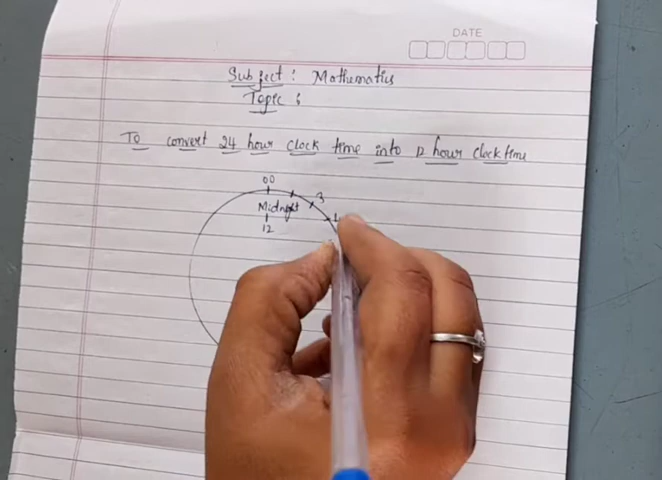 DATE
Subject : Mathematics
Topic :
To convert 24 hour clock time into 12 hour clock time
00
Midnight
3
12